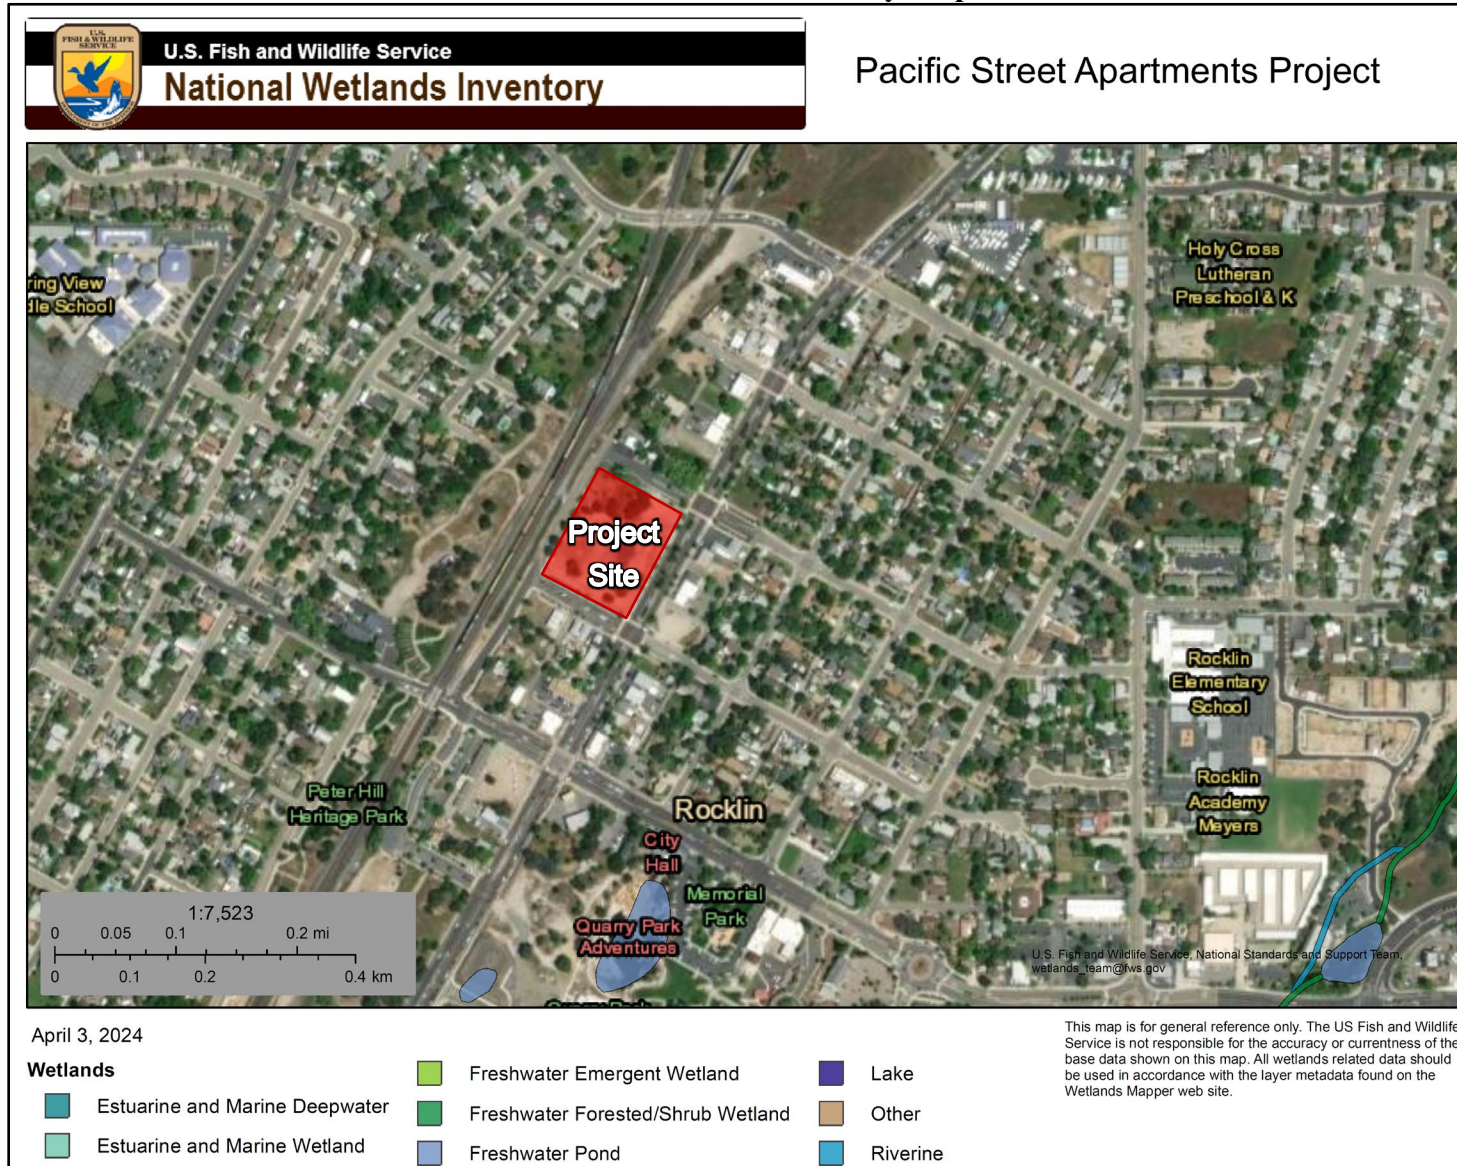 U.S.
FISH & WILDLIFE
SERVICE
U.S. Fish and Wildlife Service
National Wetlands Inventory
Pacific Street Apartments Project
ring View
dle School
Holy Cross
Lutheran
Preschool & K
Project
Site
Rocklin
Elementary
School
Rocklin
Academy
Meyers
Peter Hill
Heritage Park
Rocklin
City
Hall
Memorial
Park
Quarry Park
Adventures
1:7,523
0 0.05 0.1 0.2 mi
0 0.1 0.2 0.4 km
U.S. Fish and Wildlife Service, National Standards and Support Team,
wetlands_team@fws.gov
April 3, 2024
This map is for general reference only. The US Fish and Wildlife
Service is not responsible for the accuracy or currentness of the
base data shown on this map. All wetlands related data should
be used in accordance with the layer metadata found on the
Wetlands Mapper web site.
Wetlands
Estuarine and Marine Deepwater
Estuarine and Marine Wetland
Freshwater Emergent Wetland
Freshwater Forested/Shrub Wetland
Freshwater Pond
Lake
Other
Riverine